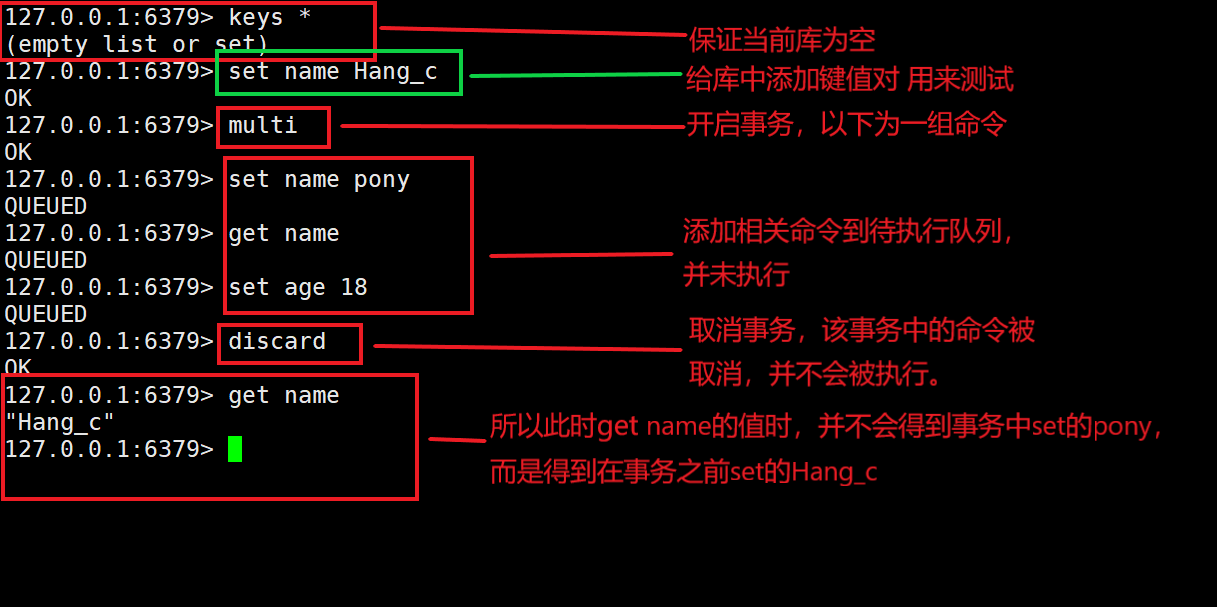 127.0.0.1:6379> keys *
(empty list or set)
保证当前库为空
127.0.0.1:6379> set name Hang_c
给库中添加键值对 用来测试
OK
127.0.0.1:6379> multi
开启事务，以下为一组命令
OK
127.0.0.1:6379> set name pony
QUEUED
127.0.0.1:6379> get name
QUEUED
127.0.0.1:6379> set age 18
QUEUED
添加相关命令到待执行队列，
并未执行
127.0.0.1:6379> discard
OK
取消事务，该事务中的命令被
取消，并不会被执行。
127.0.0.1:6379> get name
"Hang_c"
127.0.0.1:6379>
所以此时get name的值时，并不会得到事务中set的pony，
而是得到在事务之前set的Hang_c